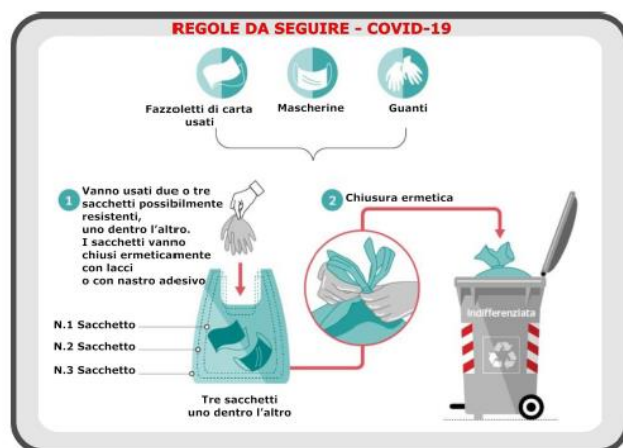 REGOLE DA SEGUIRE - COVID-19
Fazzoletti di carta
usati
Mascherine
Guanti
1
Vanno usati due o tre
sacchetti possibilmente
resistenti,
uno dentro l'altro.
I sacchetti vanno
chiusi ermeticamente
con lacci
o con nastro adesivo
2
Chiusura ermetica
N.1 Sacchetto
N.2 Sacchetto
N.3 Sacchetto
Tre sacchetti
uno dentro l'altro
Indifferenziata